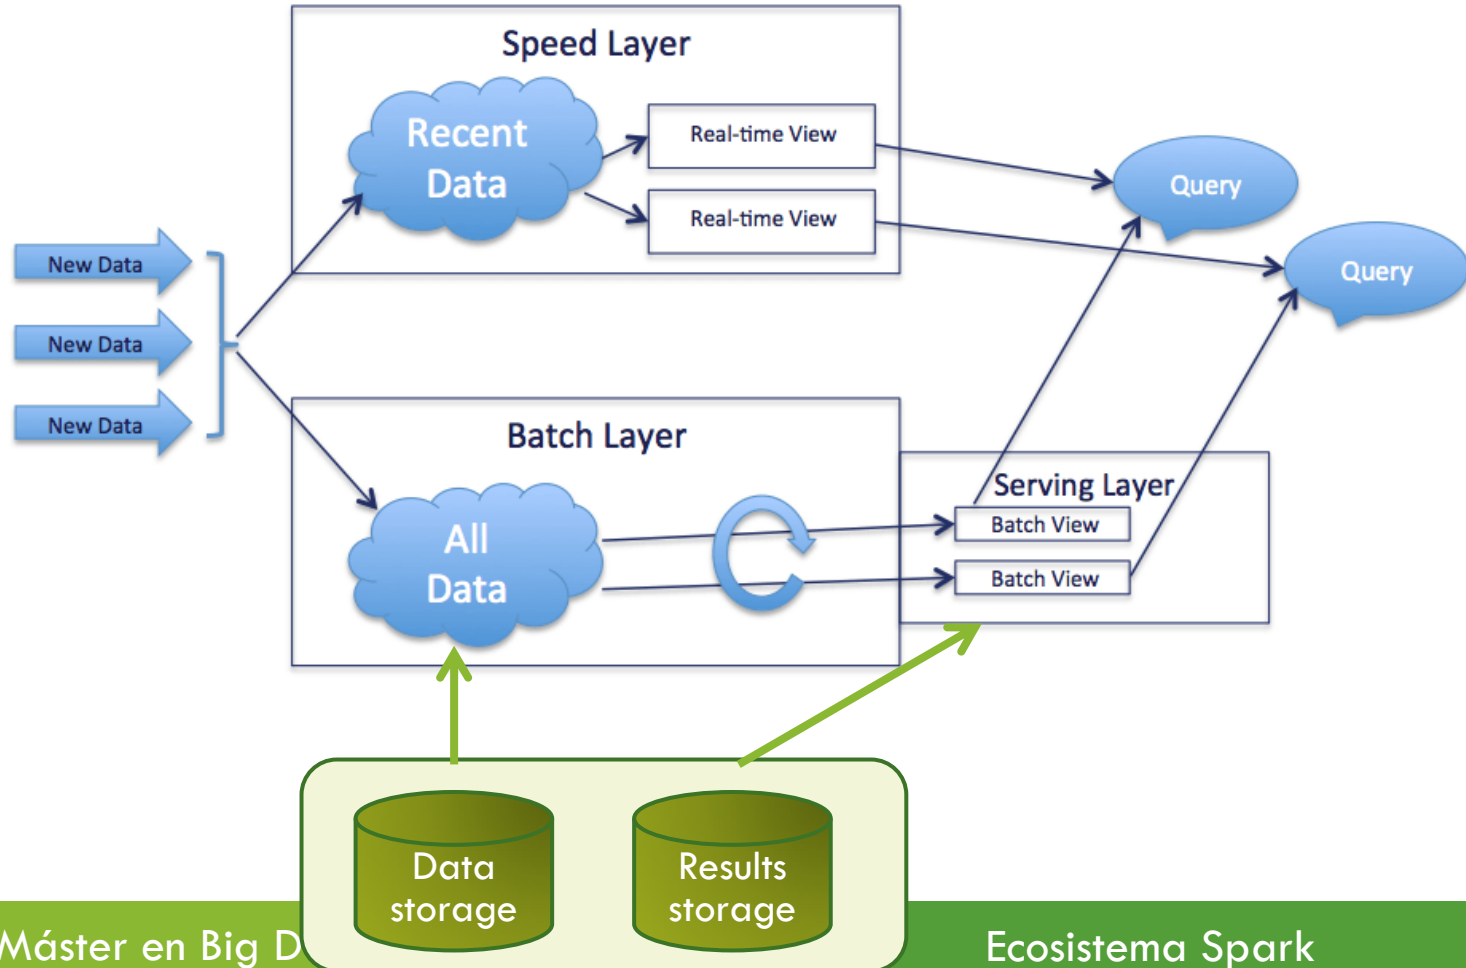 Speed Layer
Recent
Data
Real-time View
Real-time View
Query
Query
New Data
New Data
New Data
Batch Layer
All
Data
Serving Layer
Batch View
Batch View
Data
storage
Results
storage
Máster en Big D
Ecosistema Spark